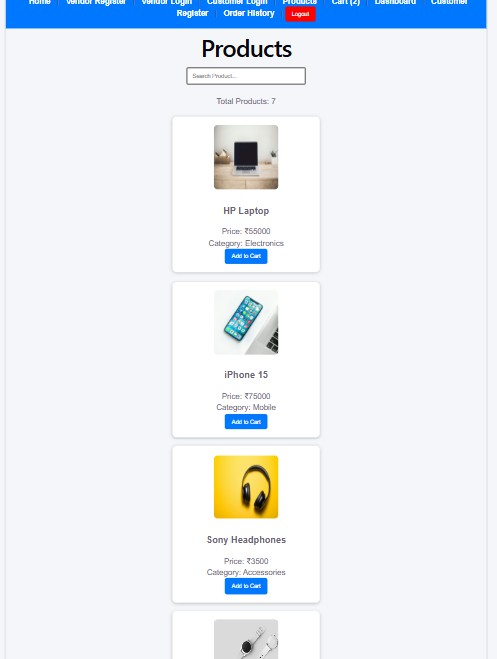 Home Vendor Register Vendor Login Customer Login Products Cart (2) Dashboard Customer
Register Order History Logout
Products
Search Product...
Total Products: 7
HP Laptop
Price: ₹55000
Category: Electronics
Add to Cart
iPhone 15
Price: ₹75000
Category: Mobile
Add to Cart
Sony Headphones
Price: ₹3500
Category: Accessories
Add to Cart